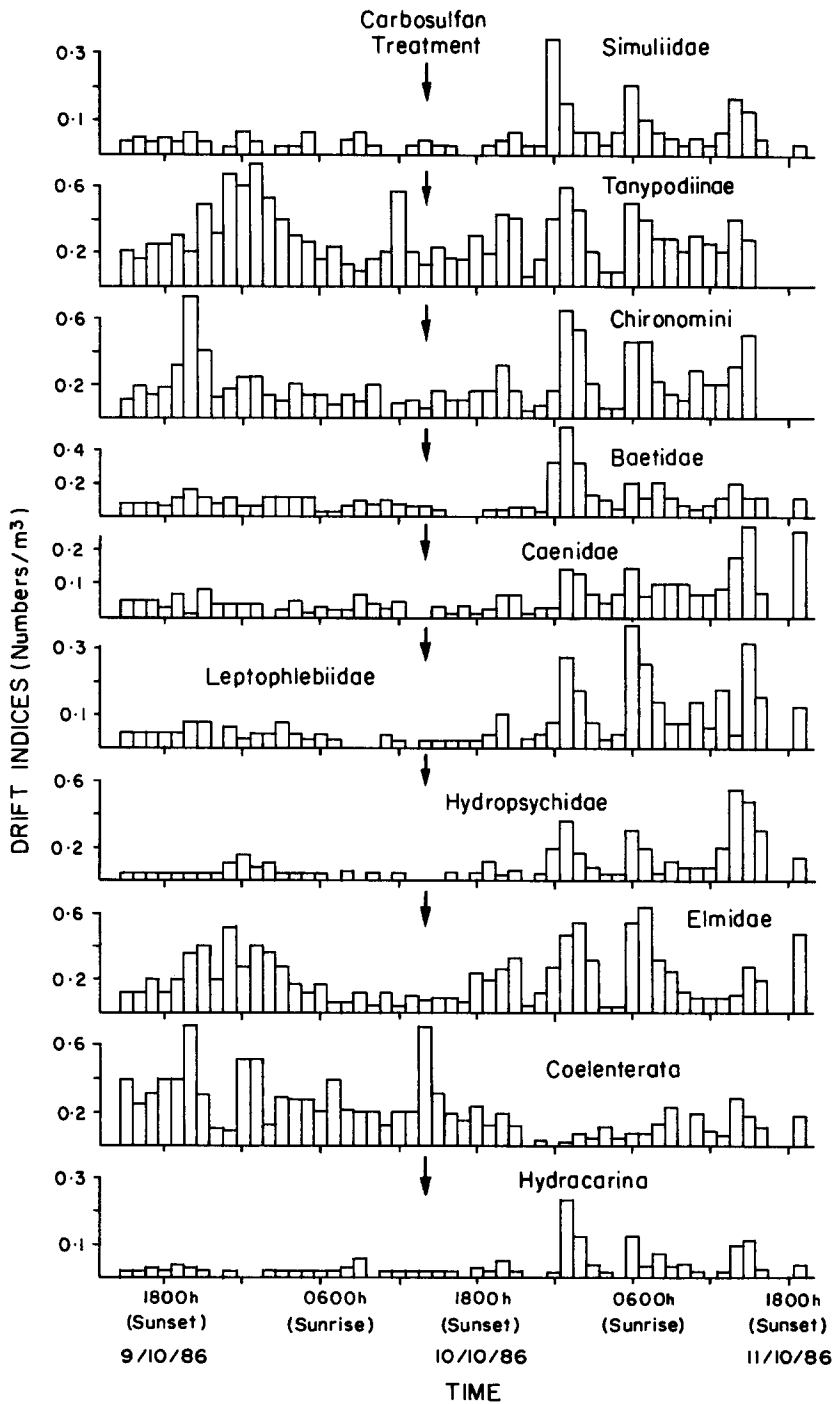 Carbosulfan
Treatment
Simuliidae
0·3
0·1
Tanypodiinae
0·6
0·2
Chironomini
0·6
0·2
Baetidae
0·4
0·2
Caenidae
0·2
0·1
Leptophlebiidae
0·3
0·1
Hydropsychidae
0·6
0·2
Elmidae
0·6
0·2
Coelenterata
0·6
0·2
Hydracarina
0·3
0·1
DRIFT INDICES (Numbers/m³)
1800h 0600h 1800h 0600h 1800h
(Sunset) (Sunrise) (Sunset) (Sunrise) (Sunset)
9/10/86 10/10/86 11/10/86
TIME